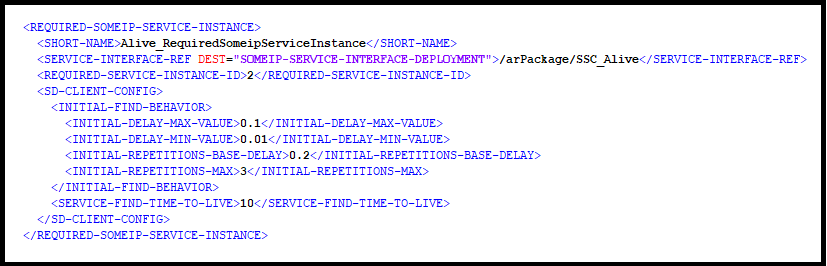 <REQUIRED-SOMEIP-SERVICE-INSTANCE>
<SHORT-NAME>Alive_RequiredSomeipServiceInstance</SHORT-NAME>
<SERVICE-INTERFACE-REF DEST="SOMEIP-SERVICE-INTERFACE-DEPLOYMENT">/arPackage/SSC_Alive</SERVICE-INTERFACE-REF>
<REQUIRED-SERVICE-INSTANCE-ID>2</REQUIRED-SERVICE-INSTANCE-ID>
<SD-CLIENT-CONFIG>
<INITIAL-FIND-BEHAVIOR>
<INITIAL-DELAY-MAX-VALUE>0.1</INITIAL-DELAY-MAX-VALUE>
<INITIAL-DELAY-MIN-VALUE>0.01</INITIAL-DELAY-MIN-VALUE>
<INITIAL-REPETITIONS-BASE-DELAY>0.2</INITIAL-REPETITIONS-BASE-DELAY>
<INITIAL-REPETITIONS-MAX>3</INITIAL-REPETITIONS-MAX>
</INITIAL-FIND-BEHAVIOR>
<SERVICE-FIND-TIME-TO-LIVE>10</SERVICE-FIND-TIME-TO-LIVE>
</SD-CLIENT-CONFIG>
</REQUIRED-SOMEIP-SERVICE-INSTANCE>